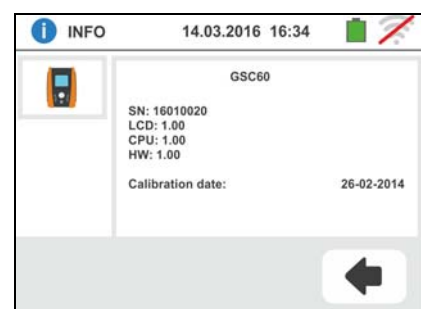 INFO 14.03.2016 16:34
GSC60
SN: 16010020
LCD: 1.00
CPU: 1.00
HW: 1.00
Calibration date: 26-02-2014